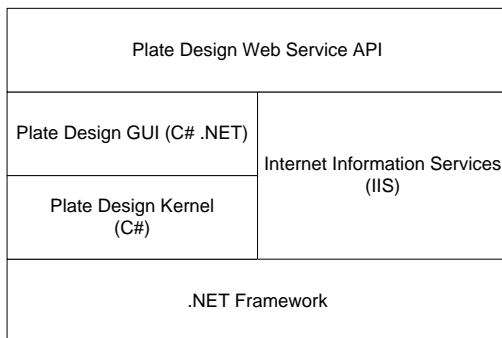 Plate Design Web Service API
Plate Design GUI (C# .NET)
Plate Design Kernel
(C#)
Internet Information Services
(IIS)
.NET Framework